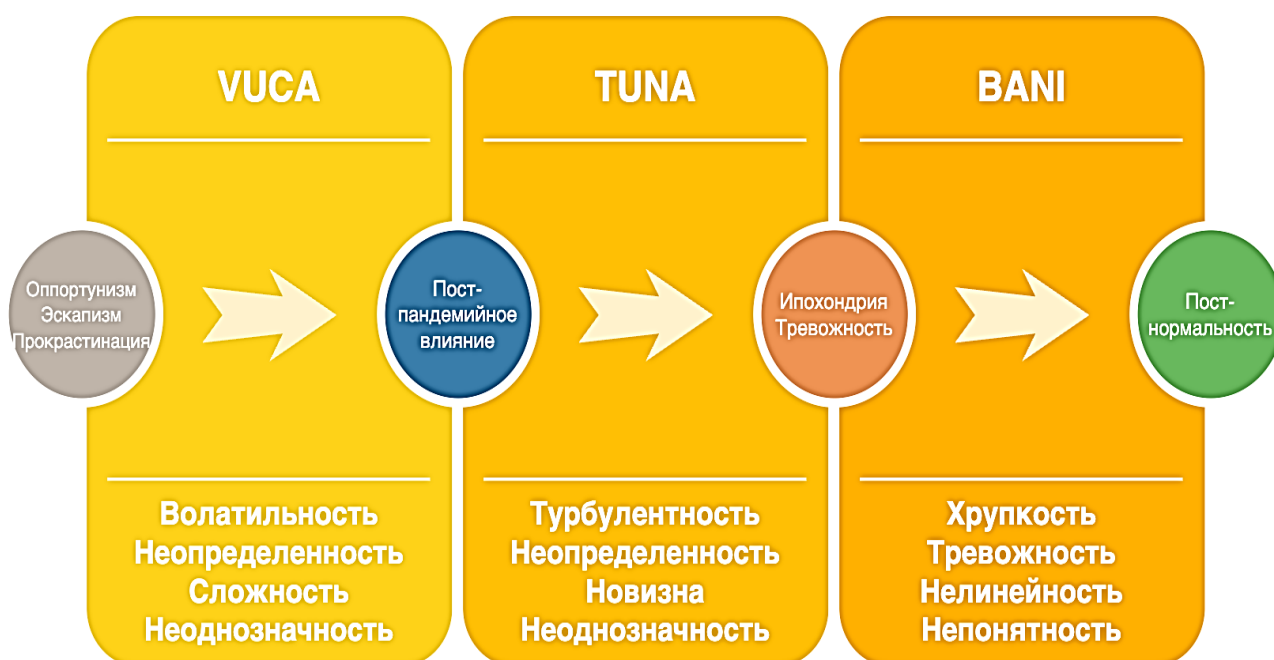 VUCA
TUNA
BANI
Оппортунизм
Эскапизм
Прокрастинация
Пост-
пандемийное
влияние
Ипохондрия
Тревожность
Пост-
нормальность
Волатильность
Неопределенность
Сложность
Неоднозначность
Турбулентность
Неопределенность
Новизна
Неоднозначность
Хрупкость
Тревожность
Нелинейность
Непонятность